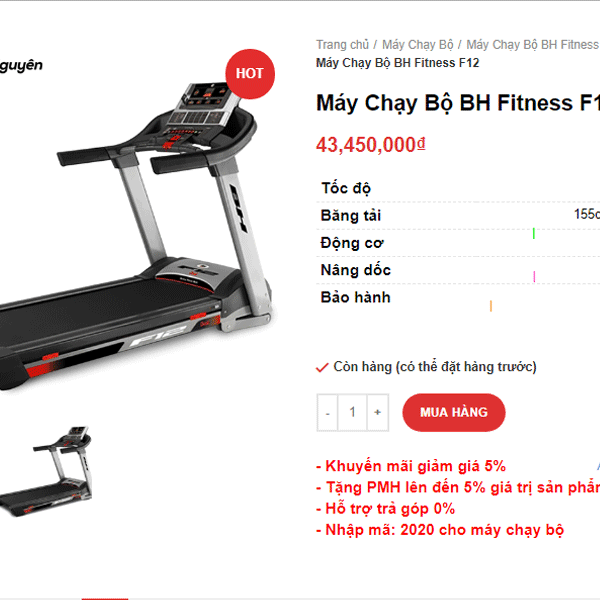 guyên
HOT
Trang chủ / Máy Chạy Bộ / Máy Chạy Bộ BH Fitness
Máy Chạy Bộ BH Fitness F12
Máy Chạy Bộ BH Fitness F1
43,450,000₫
Tốc độ
Băng tải 155c
Động cơ
Nâng dốc
Bảo hành
BH
F12
Còn hàng (có thể đặt hàng trước)
- 1 +
MUA HÀNG
- Khuyến mãi giảm giá 5%
- Tặng PMH lên đến 5% giá trị sản phẩm
- Hỗ trợ trả góp 0%
- Nhập mã: 2020 cho máy chạy bộ